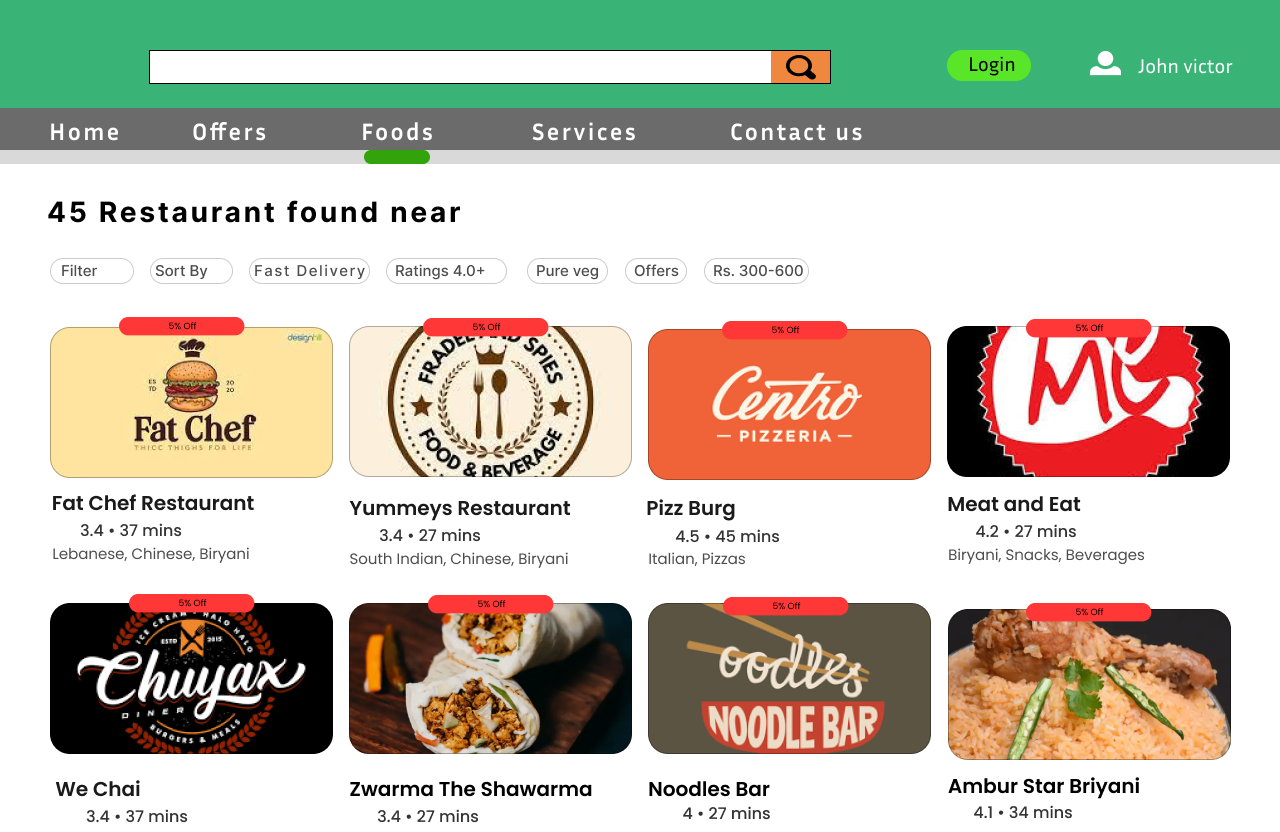 Login
John victor
Home Offers Foods Services Contact us
45 Restaurant found near
Filter Sort By Fast Delivery Ratings 4.0+ Pure veg Offers Rs. 300-600
5% Off 5% Off 5% Off 5% Off
designhill
ESTD 2020
Fat Chef
THICC THIGHS FOR LIFE
FRADEL AND SPIES
FOOD & BEVERAGE
Centro
— PIZZERIA —
Me
Fat Chef Restaurant
3.4 • 37 mins
Lebanese, Chinese, Biryani
Yummeys Restaurant
3.4 • 27 mins
South Indian, Chinese, Biryani
Pizz Burg
4.5 • 45 mins
Italian, Pizzas
Meat and Eat
4.2 • 27 mins
Biryani, Snacks, Beverages
5% Off 5% Off 5% Off 5% Off
ICE CREAM • HALO HALO
ESTD 2015
Chuyax
DINER
BURGERS & MEALS
oodles
NOODLE BAR
We Chai
3.4 • 37 mins
Zwarma The Shawarma
3.4 • 27 mins
Noodles Bar
4 • 27 mins
Ambur Star Briyani
4.1 • 34 mins